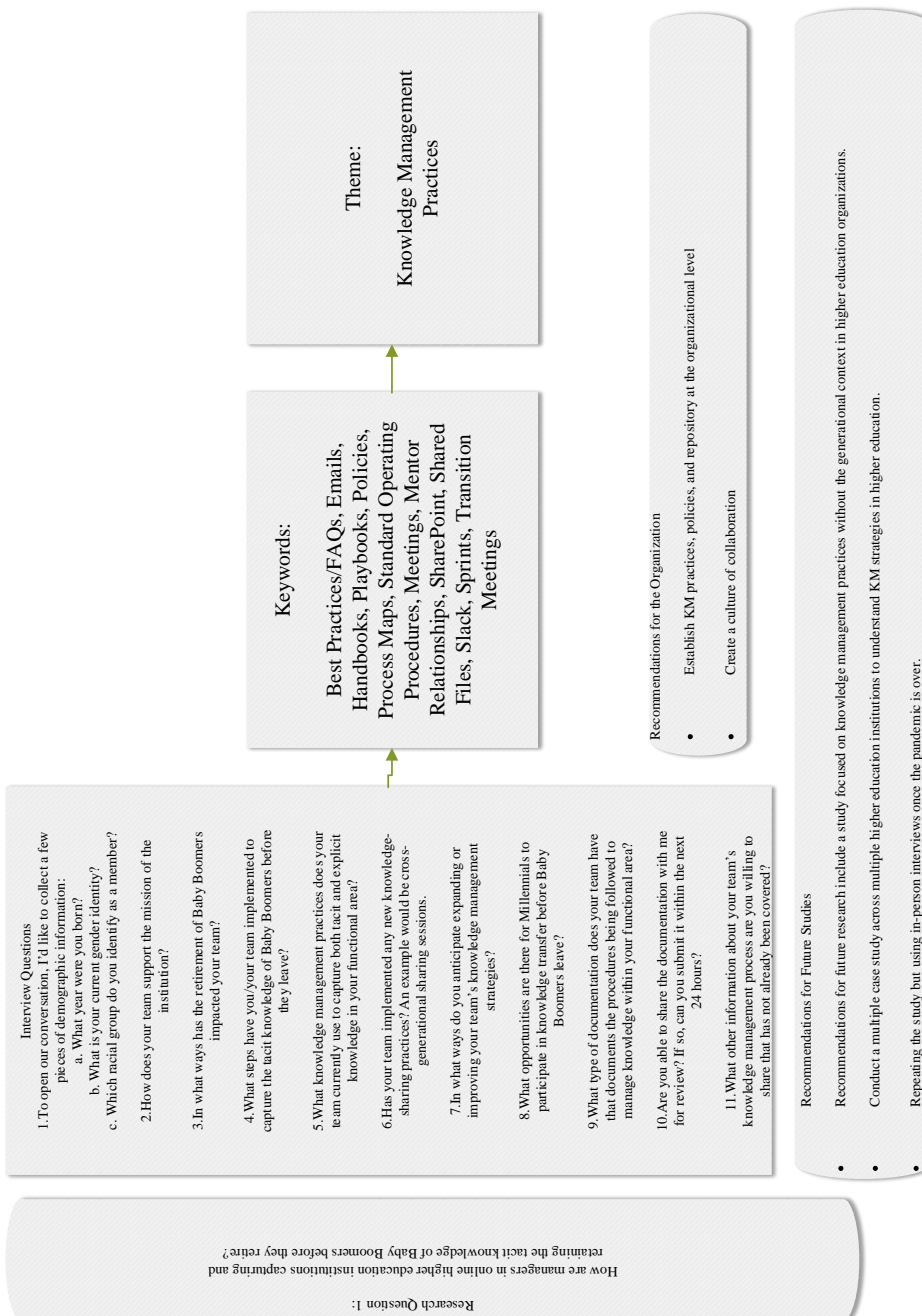 Research Question 1:
How are managers in online higher education institutions capturing and
retaining the tacit knowledge of Baby Boomers before they retire?
Interview Questions
1.To open our conversation, I'd like to collect a few
pieces of demographic information:
a. What year were you born?
b. What is your current gender identity?
c. Which racial group do you identify as a member?
2.How does your team support the mission of the
institution?
3.In what ways has the retirement of Baby Boomers
impacted your team?
4.What steps have you/your team implemented to
capture the tacit knowledge of Baby Boomers before
they leave?
5.What knowledge management practices does your
team currently use to capture both tacit and explicit
knowledge in your functional area?
6.Has your team implemented any new knowledge-
sharing practices? An example would be cross-
generational sharing sessions.
7.In what ways do you anticipate expanding or
improving your team's knowledge management
strategies?
8.What opportunities are there for Millennials to
participate in knowledge transfer before Baby
Boomers leave?
9.What type of documentation does your team have
that documents the procedures being followed to
manage knowledge within your functional area?
10.Are you able to share the documentation with me
for review? If so, can you submit it within the next
24 hours?
11.What other information about your team's
knowledge management process are you willing to
share that has not already been covered?
Keywords:
Best Practices/FAQs, Emails,
Handbooks, Playbooks, Policies,
Process Maps, Standard Operating
Procedures, Meetings, Mentor
Relationships, SharePoint, Shared
Files, Slack, Sprints, Transition
Meetings
Theme:
Knowledge Management
Practices
Recommendations for the Organization
• Establish KM practices, policies, and repository at the organizational level
• Create a culture of collaboration
Recommendations for Future Studies
• Recommendations for future research include a study focused on knowledge management practices without the generational context in higher education organizations.
• Conduct a multiple case study across multiple higher education institutions to understand KM strategies in higher education.
• Repeating the study but using in-person interviews once the pandemic is over.